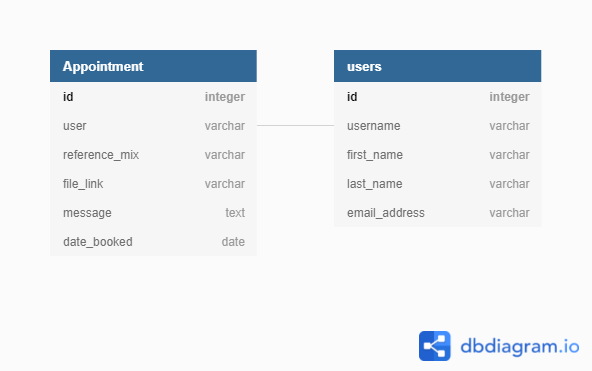 Appointment
id integer
user varchar
reference_mix varchar
file_link varchar
message text
date_booked date
users
id integer
username varchar
first_name varchar
last_name varchar
email_address varchar
dbdiagram.io